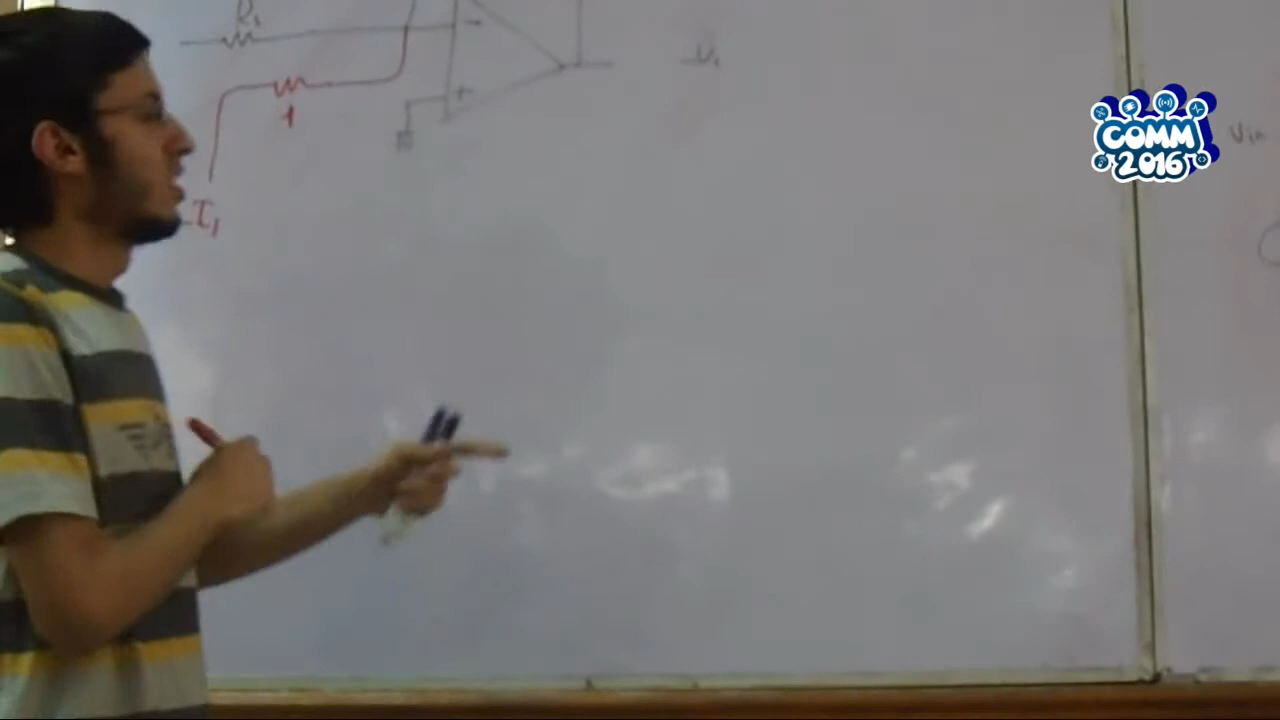 R₁
-
V₁
+
1
I₁
COMM
2016
Vin